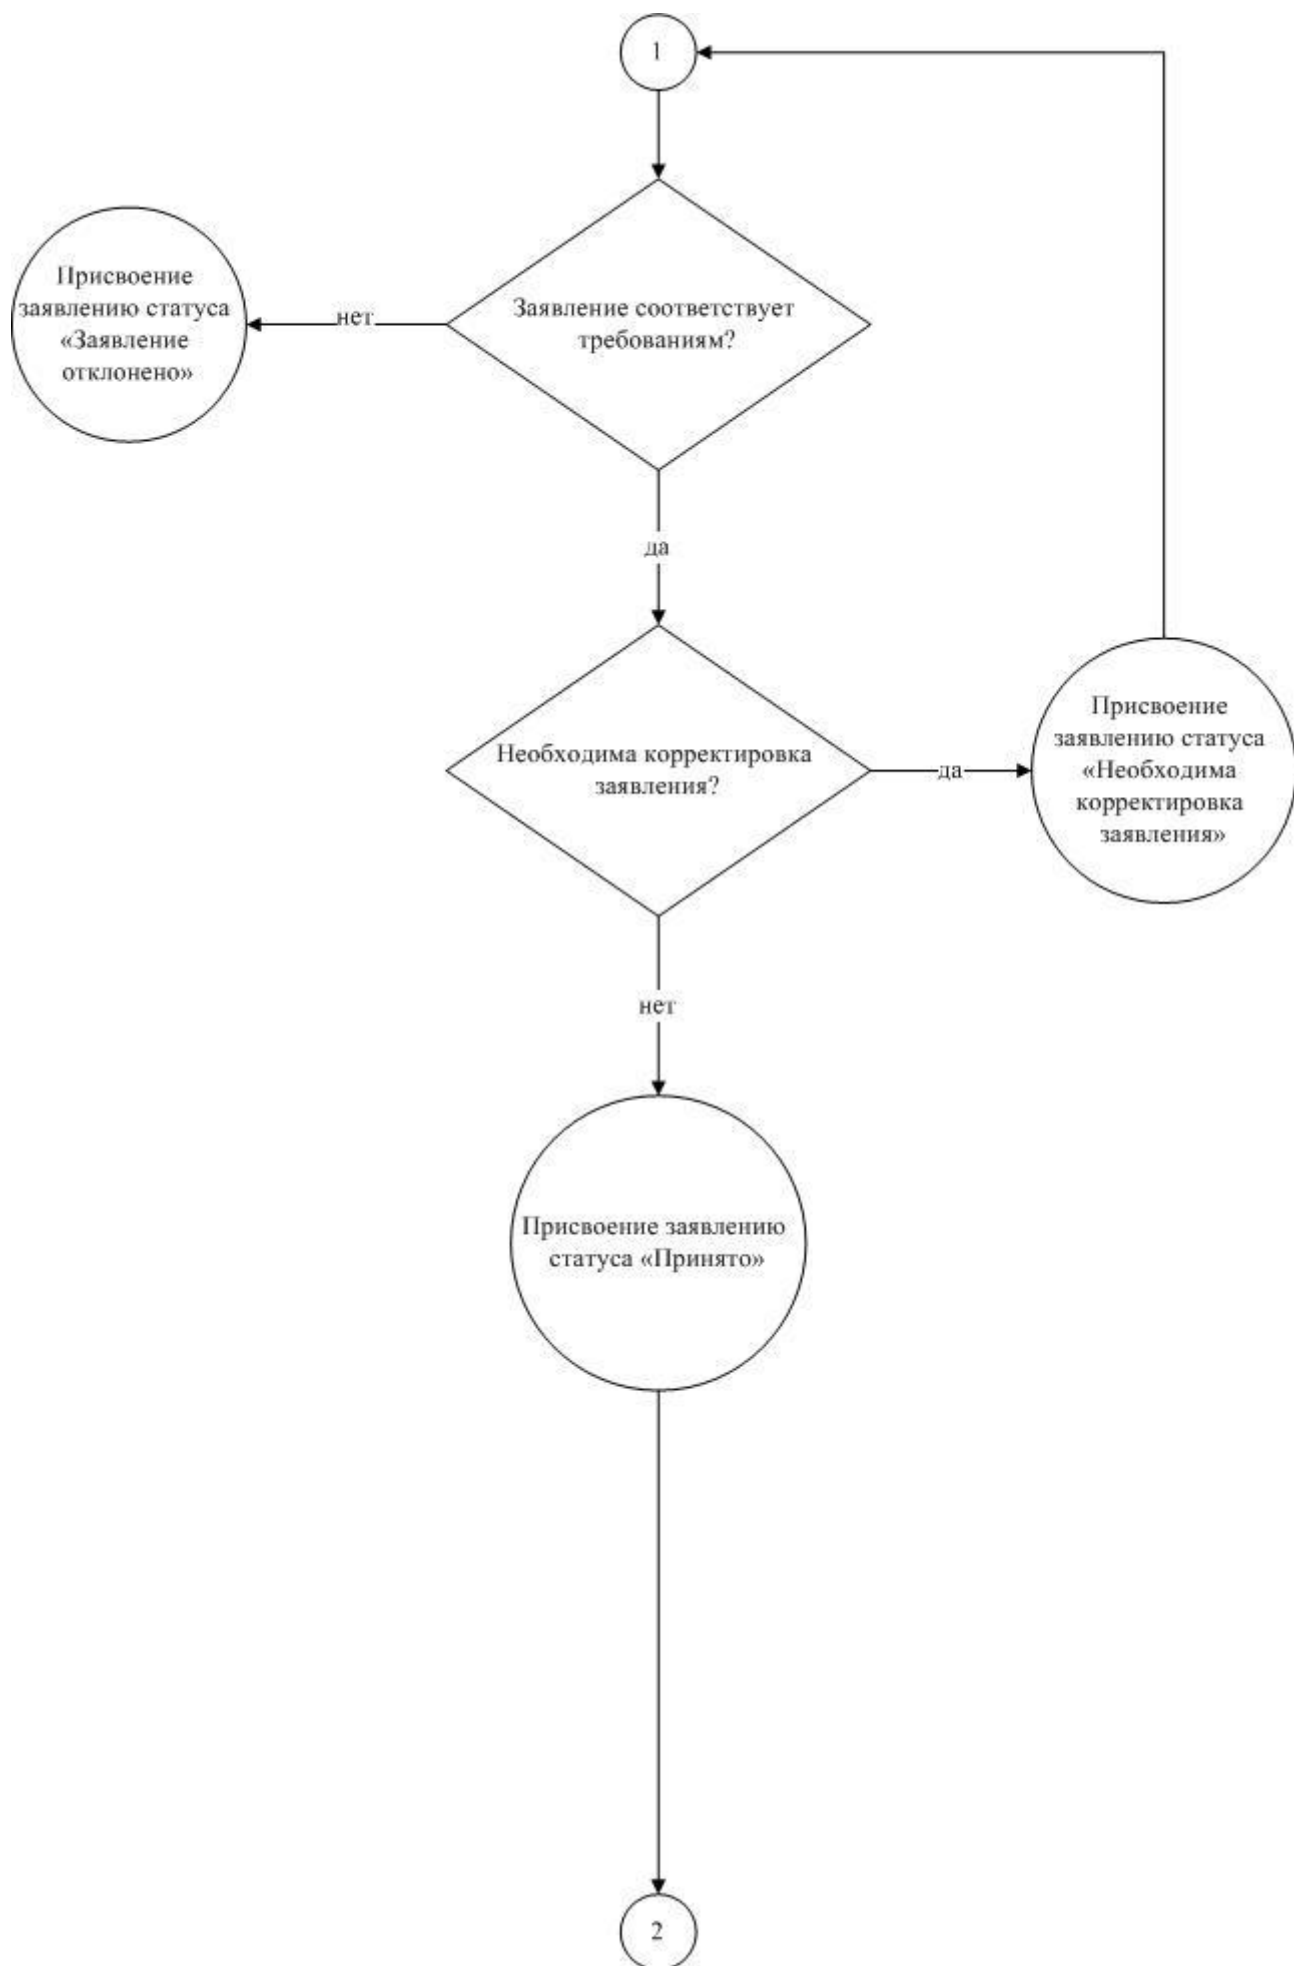 1
Присвоение
заявлению статуса
«Заявление
отклонено»
нет
Заявление соответствует
требованиям?
да
Необходима корректировка
заявления?
да
Присвоение
заявлению статуса
«Необходима
корректировка
заявления»
нет
Присвоение заявлению
статуса «Принято»
2